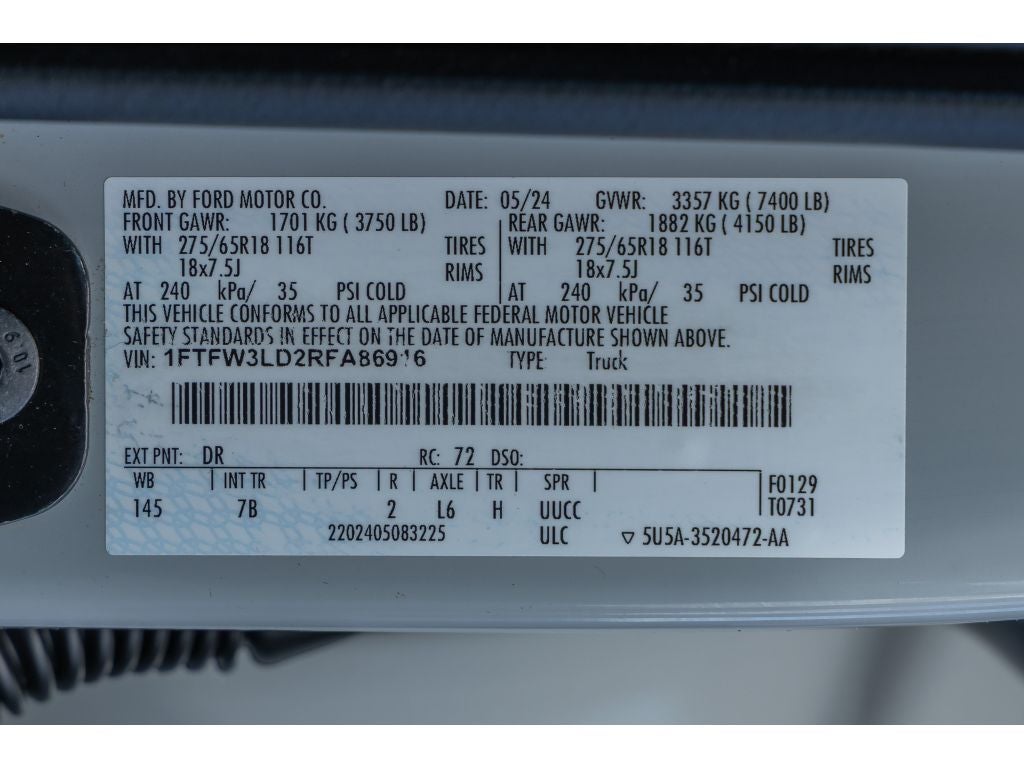 MFD. BY FORD MOTOR CO. DATE: 05/24 GVWR: 3357 KG ( 7400 LB)
FRONT GAWR: 1701 KG ( 3750 LB) REAR GAWR: 1882 KG ( 4150 LB)
WITH 275/65R18 116T TIRES WITH 275/65R18 116T TIRES
18x7.5J RIMS 18x7.5J RIMS
AT 240 kPa/ 35 PSI COLD AT 240 kPa/ 35 PSI COLD
THIS VEHICLE CONFORMS TO ALL APPLICABLE FEDERAL MOTOR VEHICLE
SAFETY STANDARDS IN EFFECT ON THE DATE OF MANUFACTURE SHOWN ABOVE.
VIN: 1FTFW3LD2RFA86916 TYPE: Truck
EXT PNT: DR RC: 72 DSO:
WB INT TR TP/PS R AXLE TR SPR F0129
145 7B 2 L6 H UUCC T0731
2202405083225 ULC ▽ 5U5A-3520472-AA
10.9